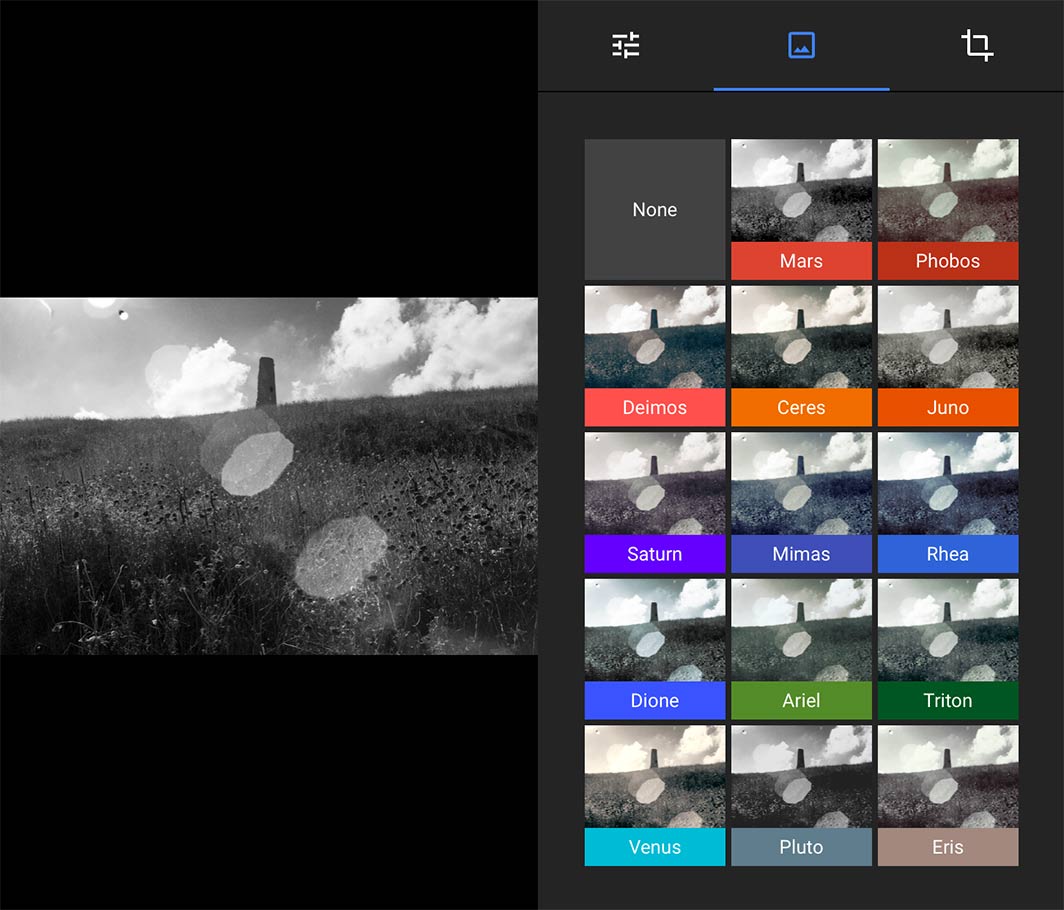 None
Mars
Phobos
Deimos
Ceres
Juno
Saturn
Mimas
Rhea
Dione
Ariel
Triton
Venus
Pluto
Eris